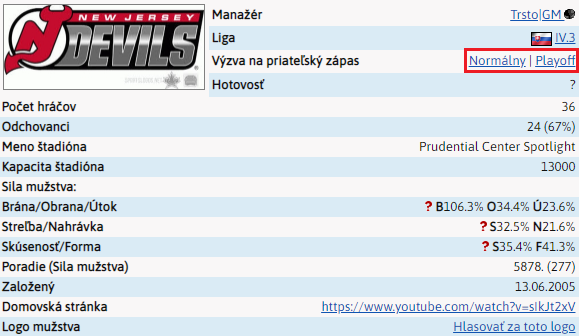 NEW JERSEY
DEVILS
Manažér Trsto|GM
Liga IV.3
Výzva na priateľský zápas Normálny | Playoff
Hotovosť ?
Počet hráčov 36
Odchovanci 24 (67%)
Meno štadióna Prudential Center Spotlight
Kapacita štadióna 13000
Sila mužstva:
Brána/Obrana/Útok ? B106.3% O34.4% Ú23.6%
Streľba/Nahrávka ? S32.5% N21.6%
Skúsenosť/Forma ? S35.4% F41.3%
Poradie (Sila mužstva) 5878. (277)
Založený 13.06.2005
Domovská stránka https://www.youtube.com/watch?v=sIkJt2xV
Logo mužstva Hlasovať za toto logo